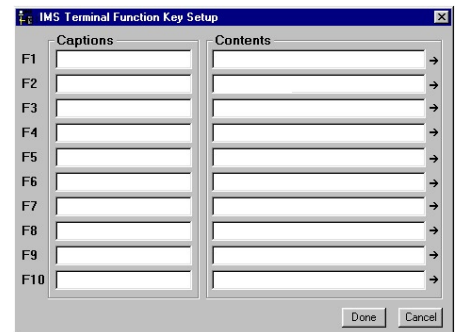 IMS Terminal Function Key Setup
Captions Contents
F1 →
F2 →
F3 →
F4 →
F5 →
F6 →
F7 →
F8 →
F9 →
F10 →
Done Cancel